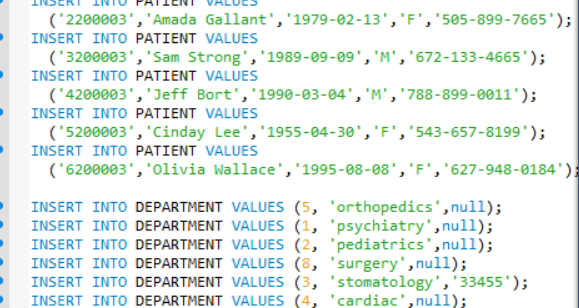 INSERT INTO PATIENT VALUES
('2200003','Amada Gallant','1979-02-13','F','505-899-7665');
INSERT INTO PATIENT VALUES
('3200003','Sam Strong','1989-09-09','M','672-133-4665');
INSERT INTO PATIENT VALUES
('4200003','Jeff Bort','1990-03-04','M','788-899-0011');
INSERT INTO PATIENT VALUES
('5200003','Cinday Lee','1955-04-30','F','543-657-8199');
INSERT INTO PATIENT VALUES
('6200003','Olivia Wallace','1995-08-08','F','627-948-0184');
INSERT INTO DEPARTMENT VALUES (5, 'orthopedics',null);
INSERT INTO DEPARTMENT VALUES (1, 'psychiatry',null);
INSERT INTO DEPARTMENT VALUES (2, 'pediatrics',null);
INSERT INTO DEPARTMENT VALUES (8, 'surgery',null);
INSERT INTO DEPARTMENT VALUES (3, 'stomatology','33455');
INSERT INTO DEPARTMENT VALUES (4, 'cardiac',null);